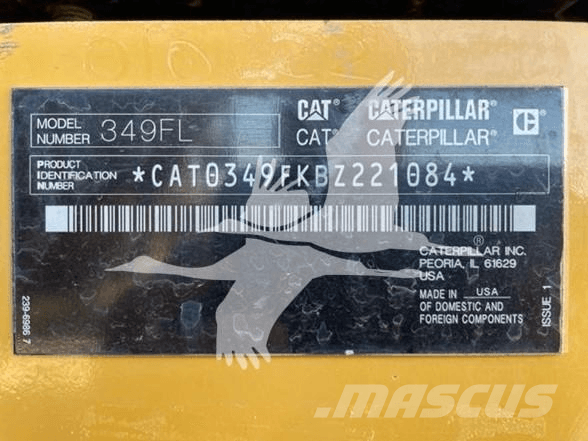 MODEL NUMBER 349FL
CAT® CATERPILLAR® C®
CAT® CATERPILLAR®
PRODUCT
IDENTIFICATION
NUMBER
*CAT0349FKBZ221084*
®
CATERPILLAR INC.
PEORIA, IL 61629
USA
MADE IN USA
OF DOMESTIC AND
FOREIGN COMPONENTS
239-6986 7
ISSUE 1
MASCUS